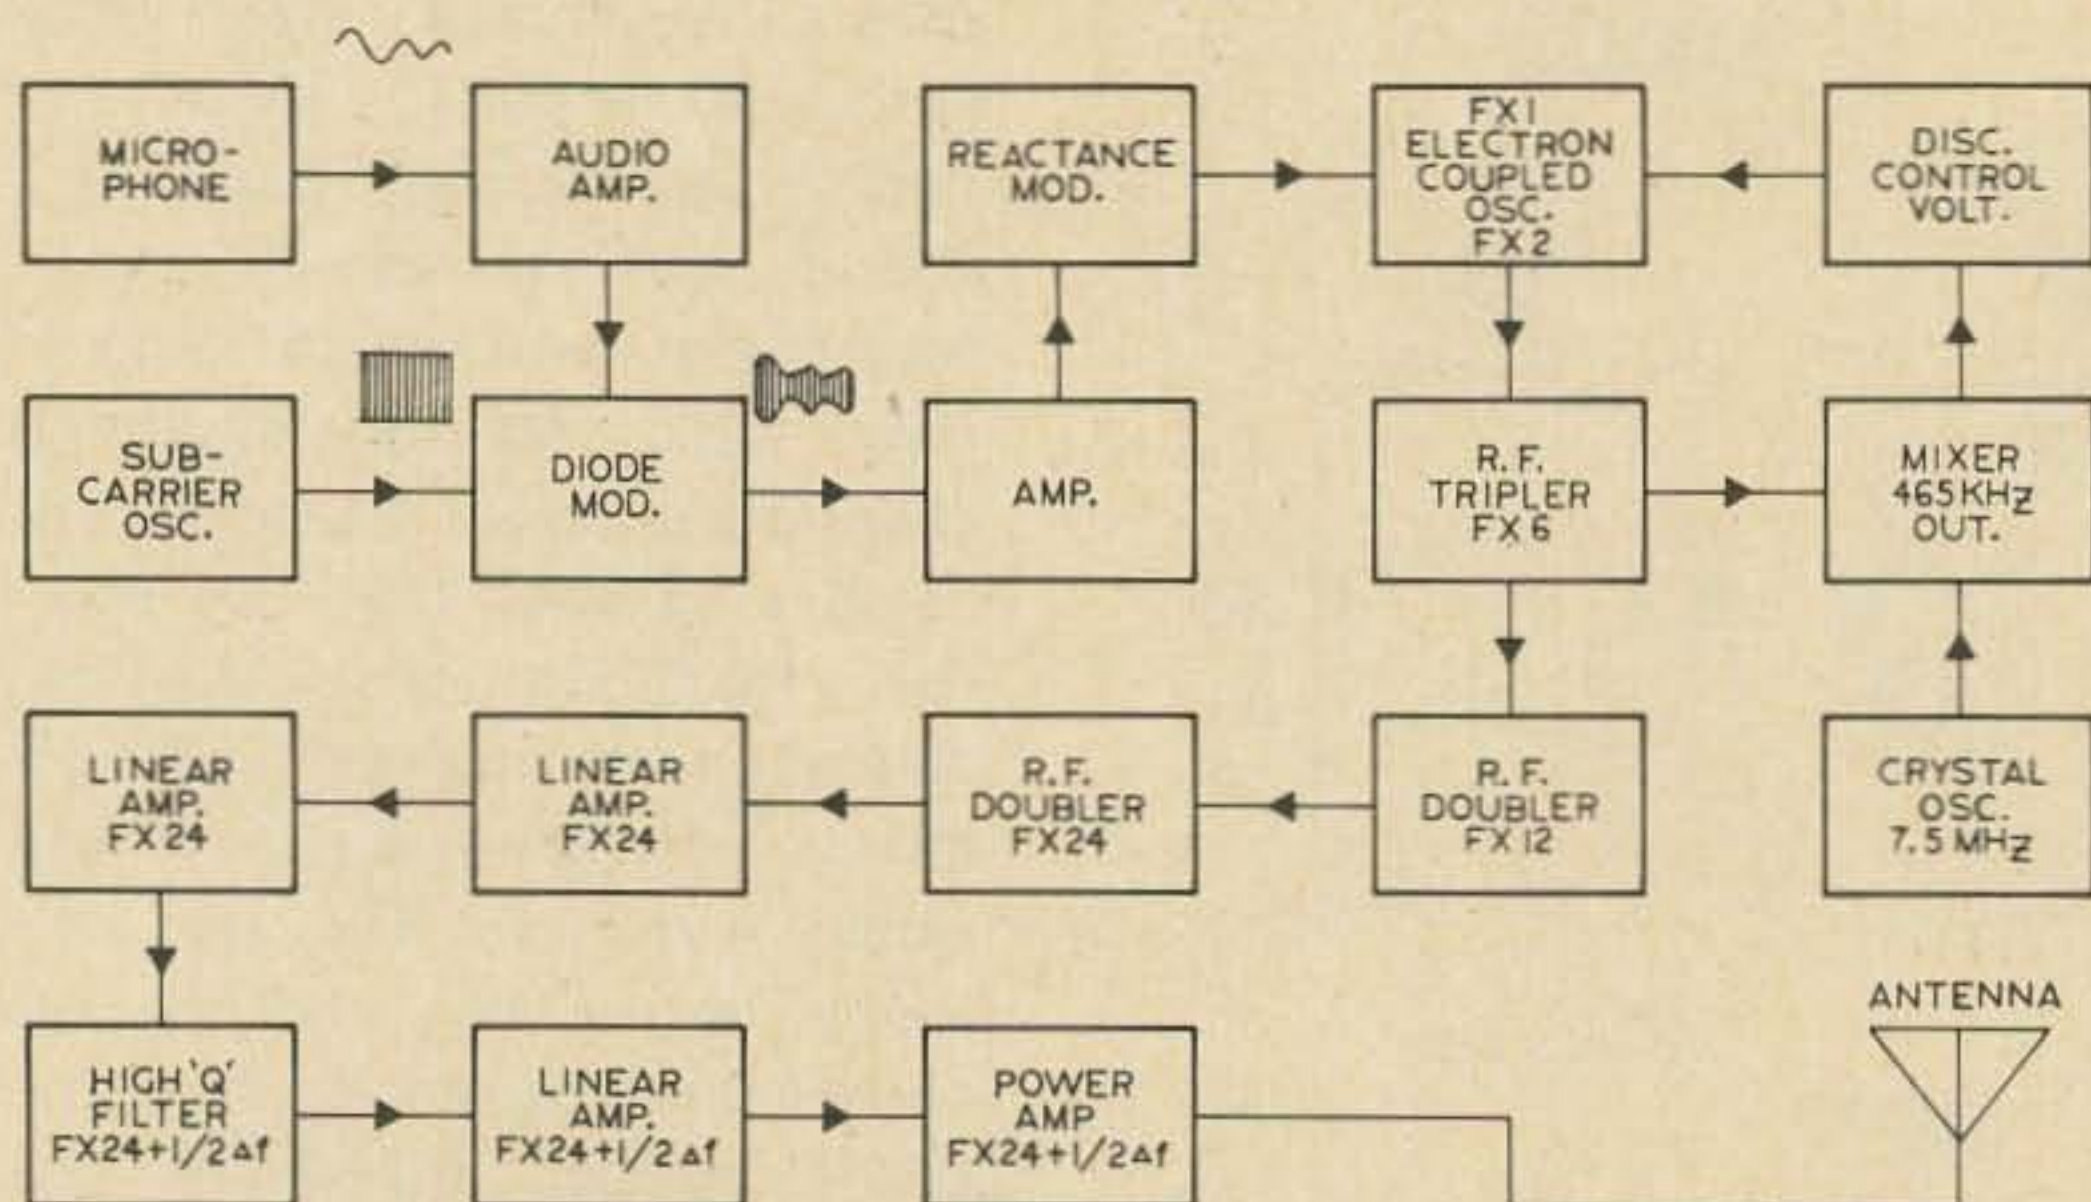 MICRO-
PHONE
AUDIO
AMP.
REACTANCE
MOD.
FX1
ELECTRON
COUPLED
OSC.
FX2
DISC.
CONTROL
VOLT.
SUB-
CARRIER
OSC.
DIODE
MOD.
AMP.
R.F.
TRIPLER
FX6
MIXER
465KHz
OUT.
LINEAR
AMP.
FX24
LINEAR
AMP.
FX24
R.F.
DOUBLER
FX24
R.F.
DOUBLER
FX12
CRYSTAL
OSC.
7.5 MHz
ANTENNA
HIGH 'Q'
FILTER
FX24+1/2Δf
LINEAR
AMP.
FX24+1/2Δf
POWER
AMP
FX24+1/2Δf